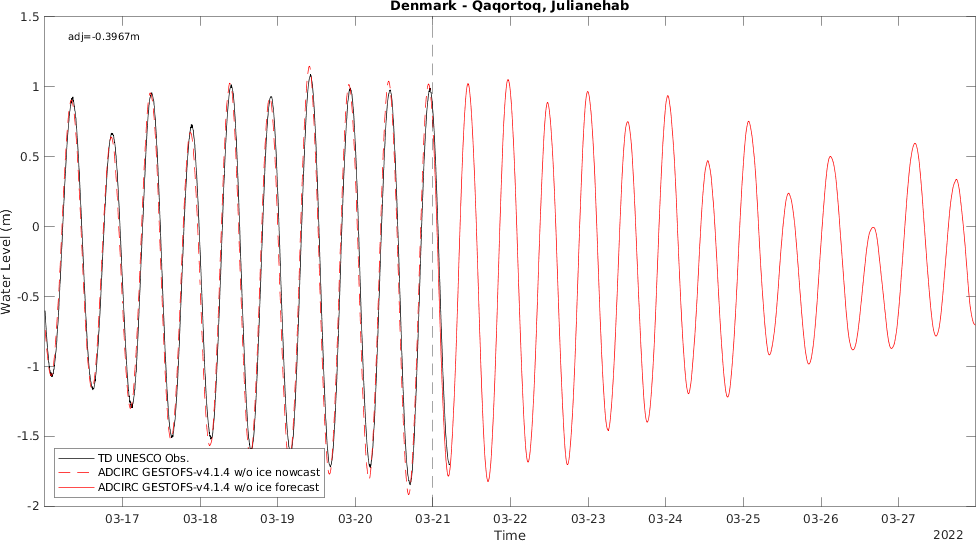 Denmark - Qaqortoq, Julianehab
adj=-0.3967m
1.5
1
0.5
0
-0.5
-1
-1.5
-2
Water Level (m)
TD UNESCO Obs.
ADCIRC GESTOFS-v4.1.4 w/o ice nowcast
ADCIRC GESTOFS-v4.1.4 w/o ice forecast
03-17 03-18 03-19 03-20 03-21 03-22 03-23 03-24 03-25 03-26 03-27
Time
2022